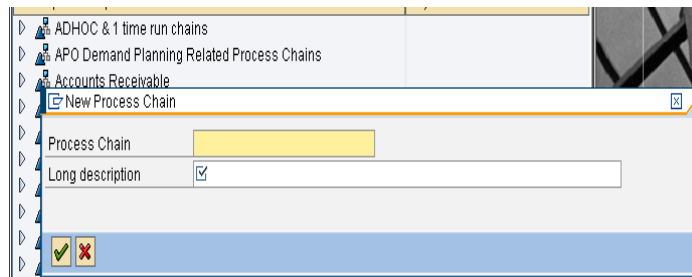 ADHOC & 1 time run chains
APO Demand Planning Related Process Chains
Accounts Receivable
New Process Chain
Process Chain
Long description